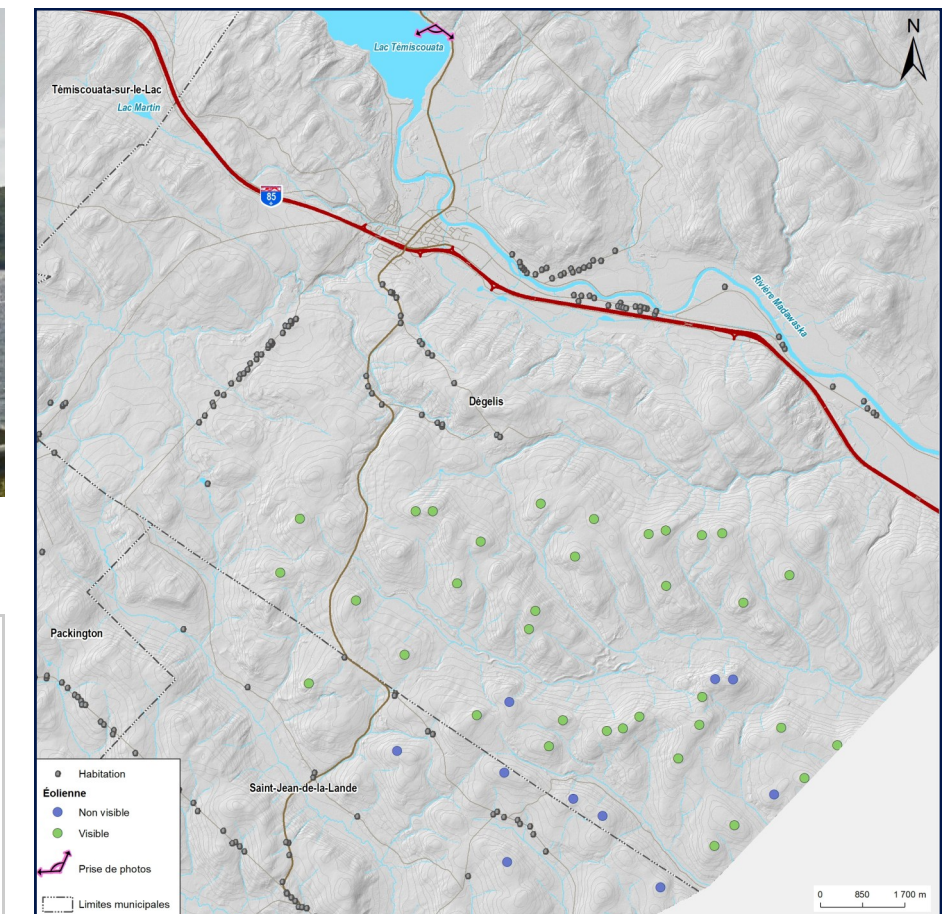 N
Lac Témiscouata
Témiscouata-sur-le-Lac
Lac Martin
85
Rivière Madawaska
Dégelis
Packington
Saint-Jean-de-la-Lande
Habitation
Éolienne
Non visible
Visible
Prise de photos
Limites municipales
0 850 1 700 m